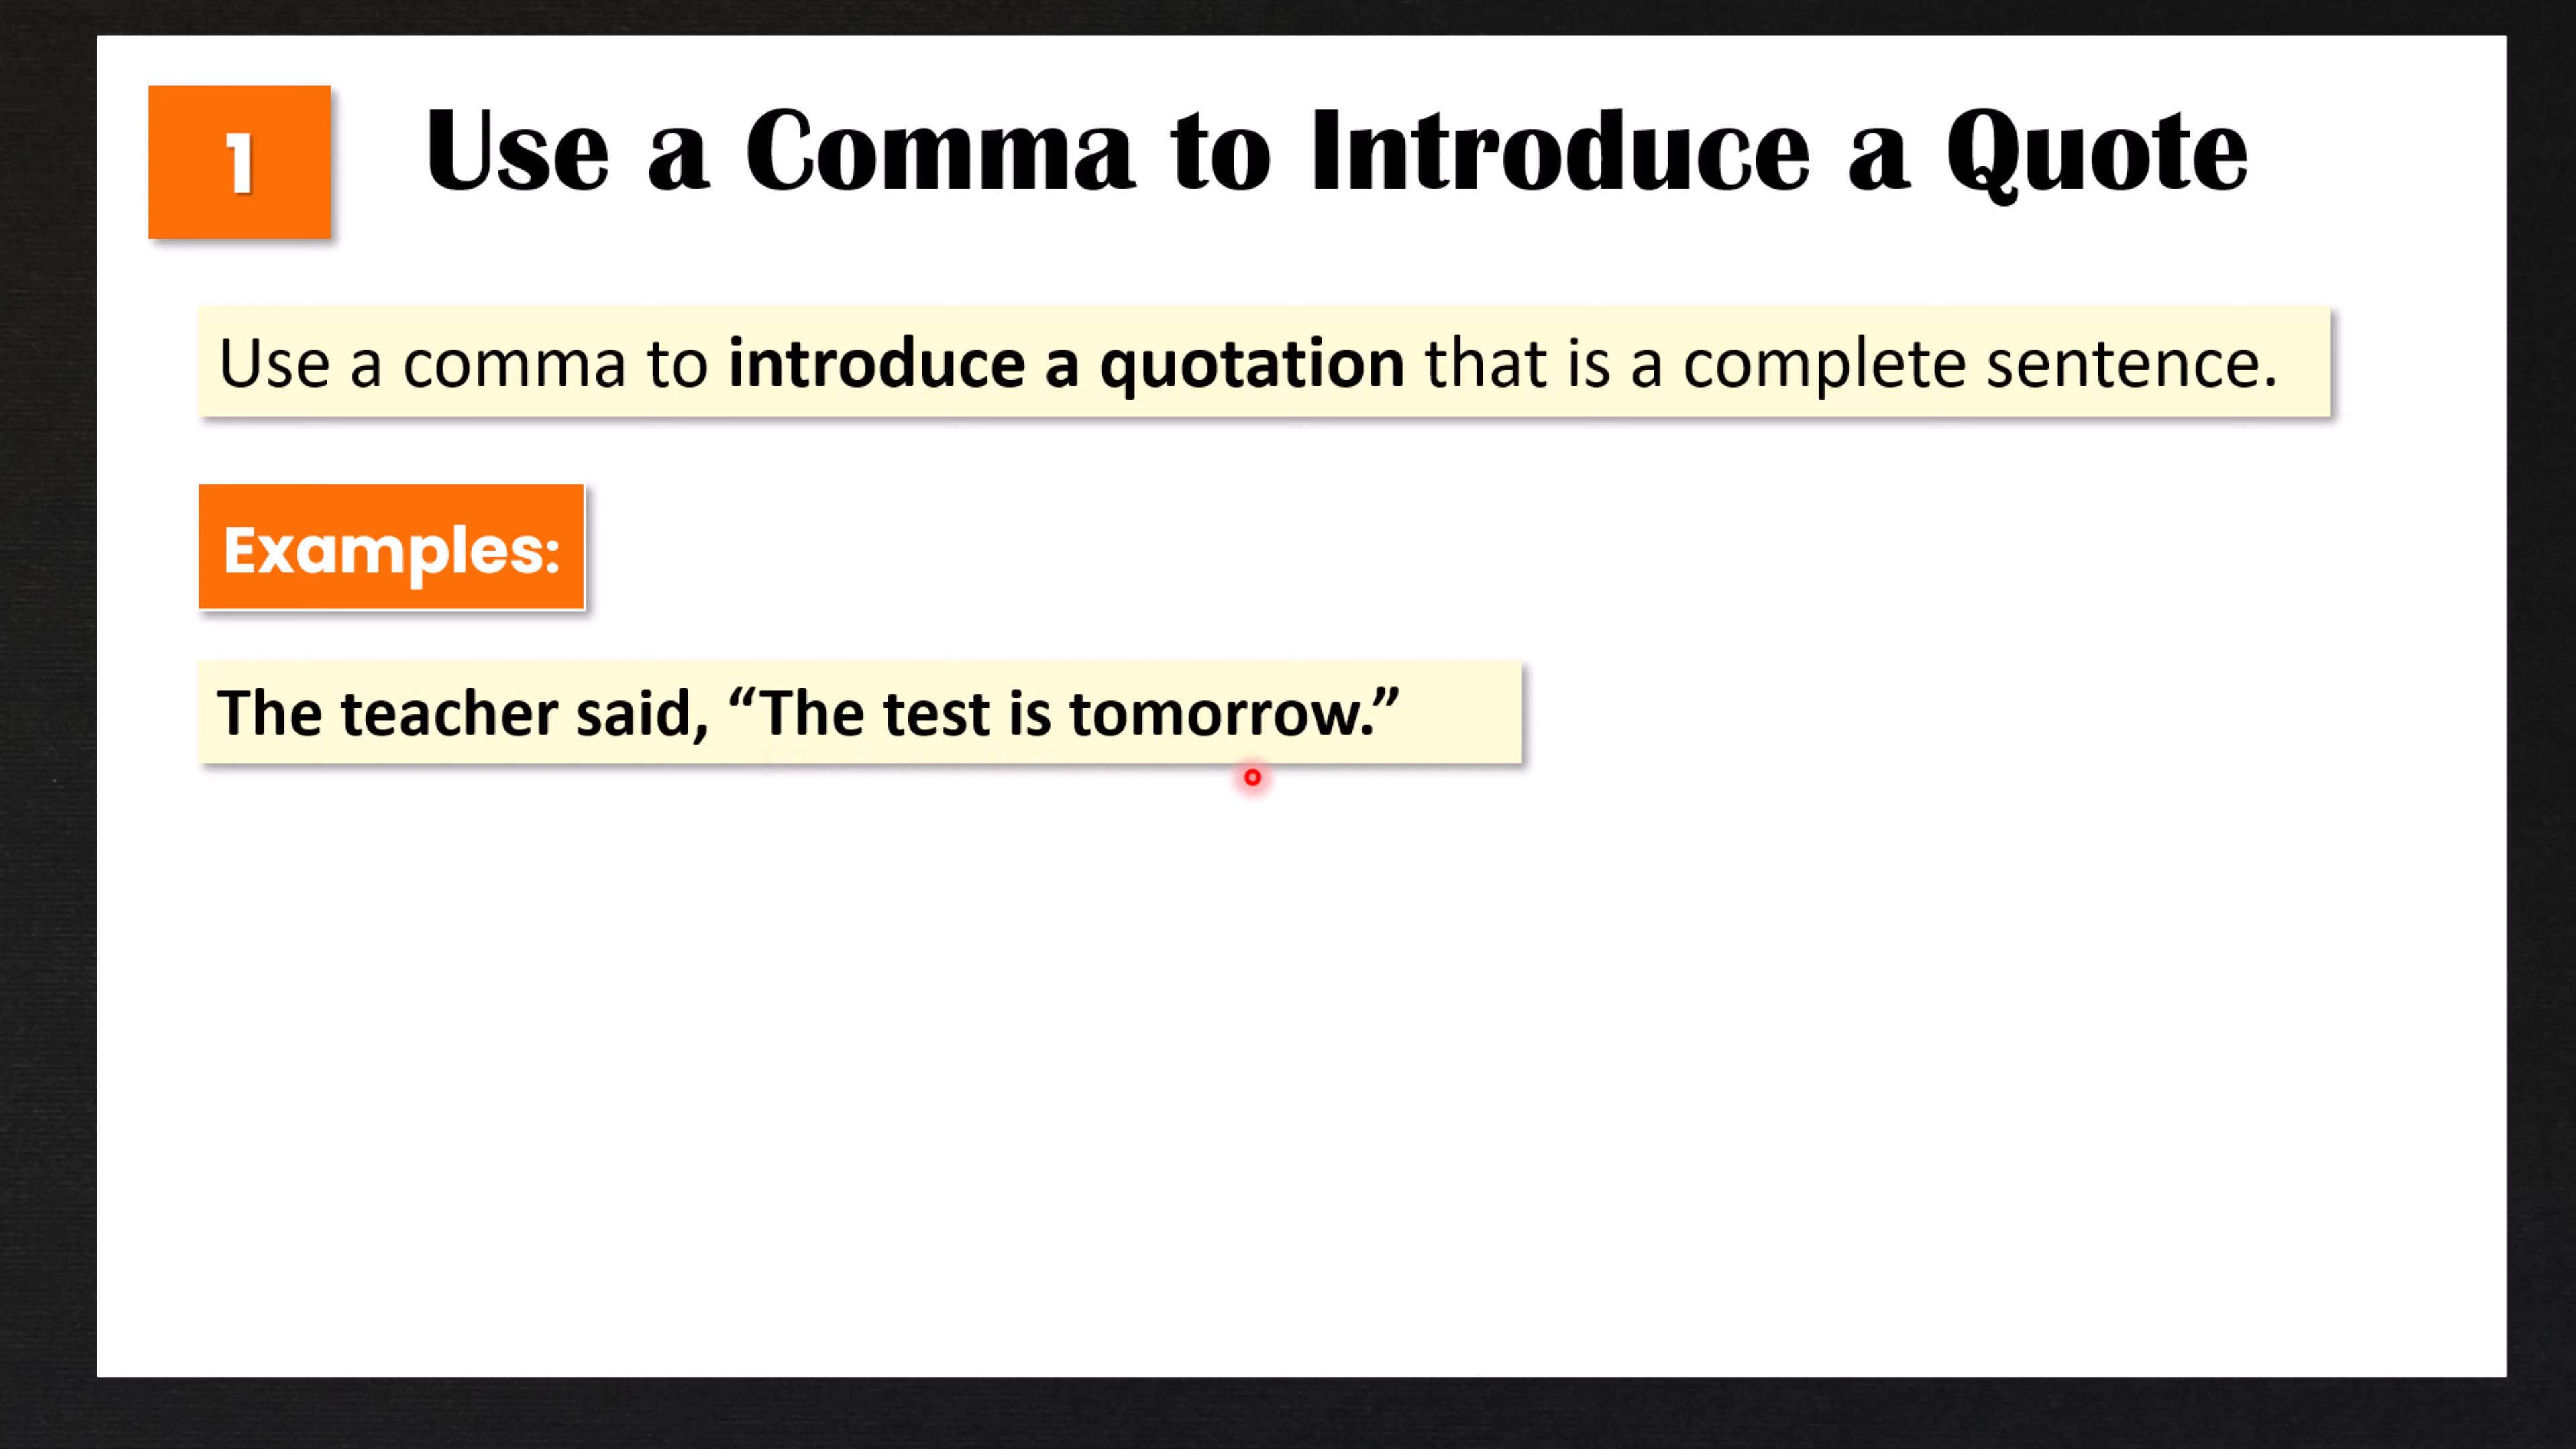 1
Use a Comma to Introduce a Quote
Use a comma to introduce a quotation that is a complete sentence.
Examples:
The teacher said, “The test is tomorrow.”